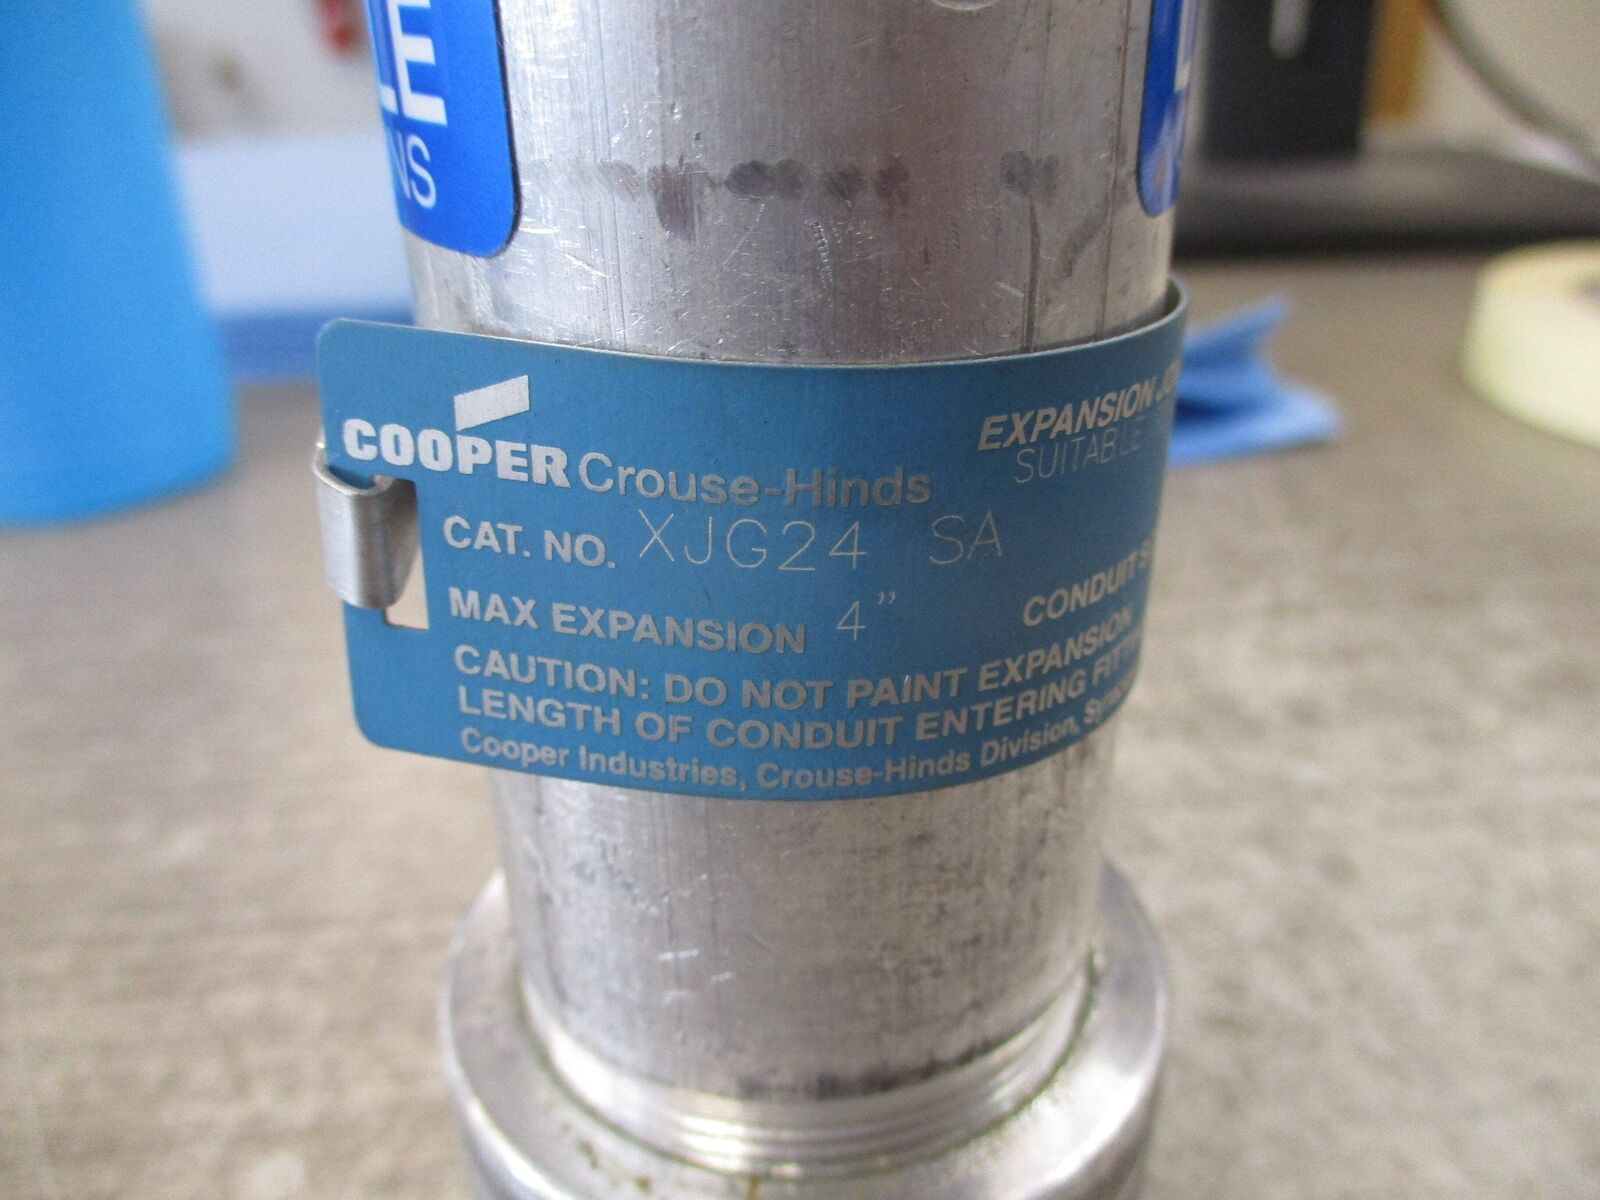 NS
COOPER Crouse-Hinds
EXPANSION
SUITABLE
CAT. NO. XJG24 SA
MAX EXPANSION 4”
CONDUIT
CAUTION: DO NOT PAINT EXPANSION
LENGTH OF CONDUIT ENTERING
Cooper Industries, Crouse-Hinds Division,